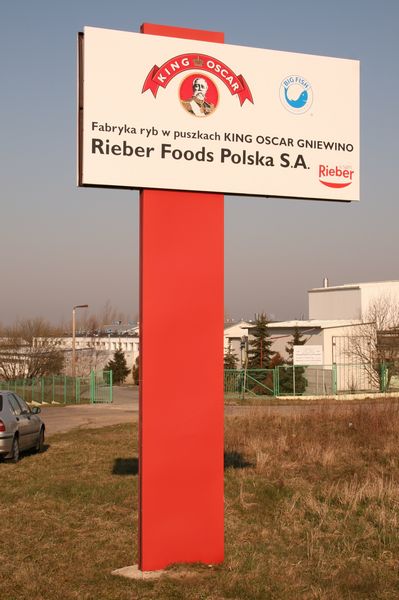 KING OSCAR
BIG FISH
Fabryka ryb w puszkach KING OSCAR GNIEWINO
Rieber Foods Polska S.A.
Rieber